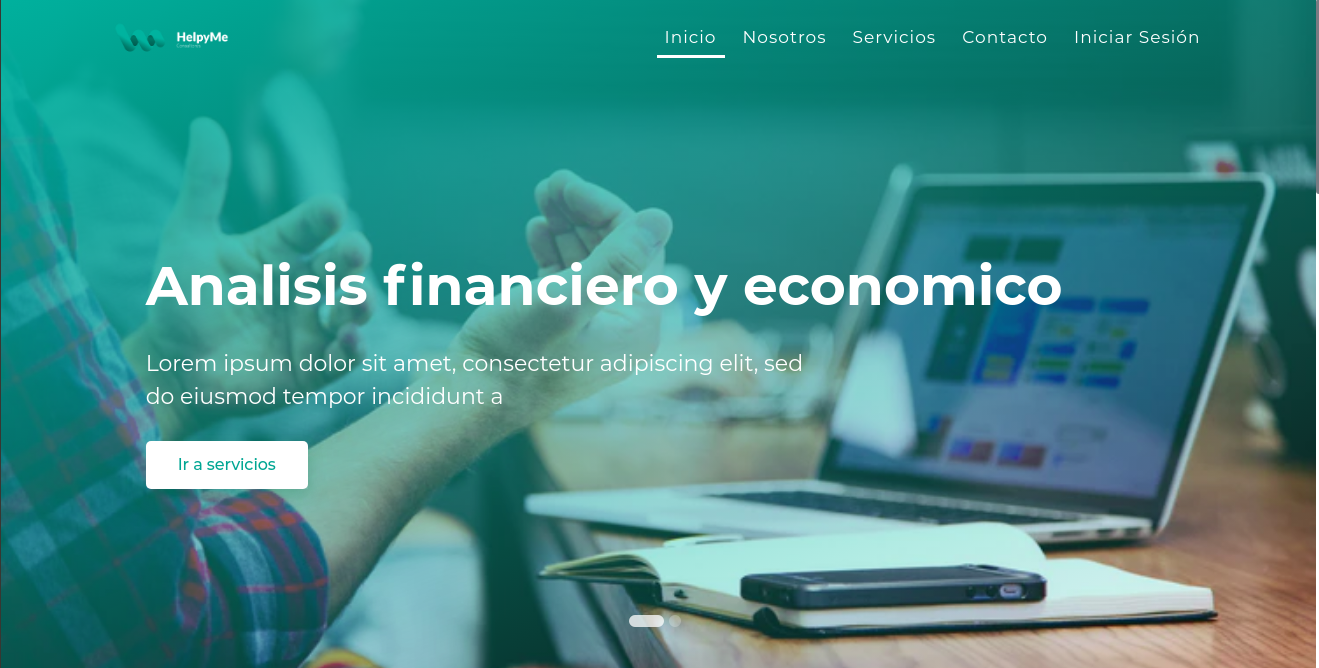 HelpyMe
Inicio Nosotros Servicios Contacto Iniciar Sesión
Analisis financiero y economico
Lorem ipsum dolor sit amet, consectetur adipiscing elit, sed
do eiusmod tempor incididunt a
Ir a servicios